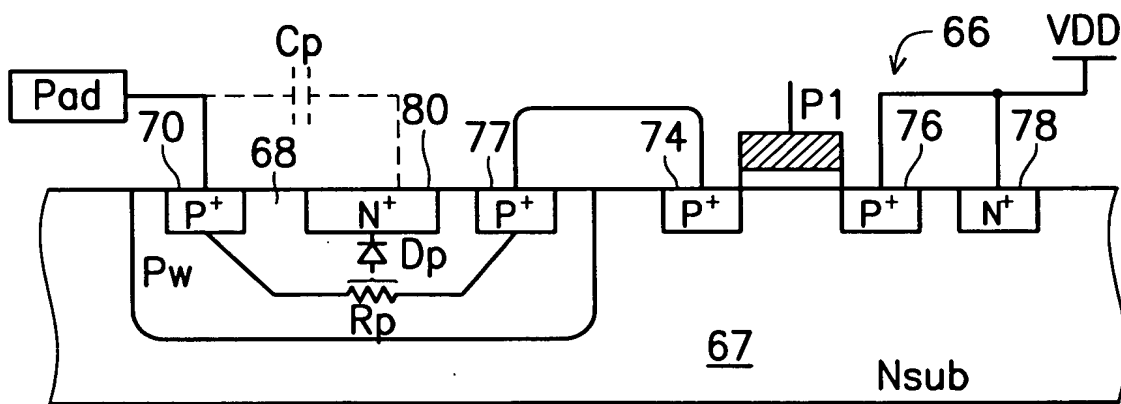 Cp
66
VDD
Pad
70
68
80
77
74
P1
76
78
P+
N+
P+
P+
P+
N+
Pw
Dp
Rp
67
Nsub